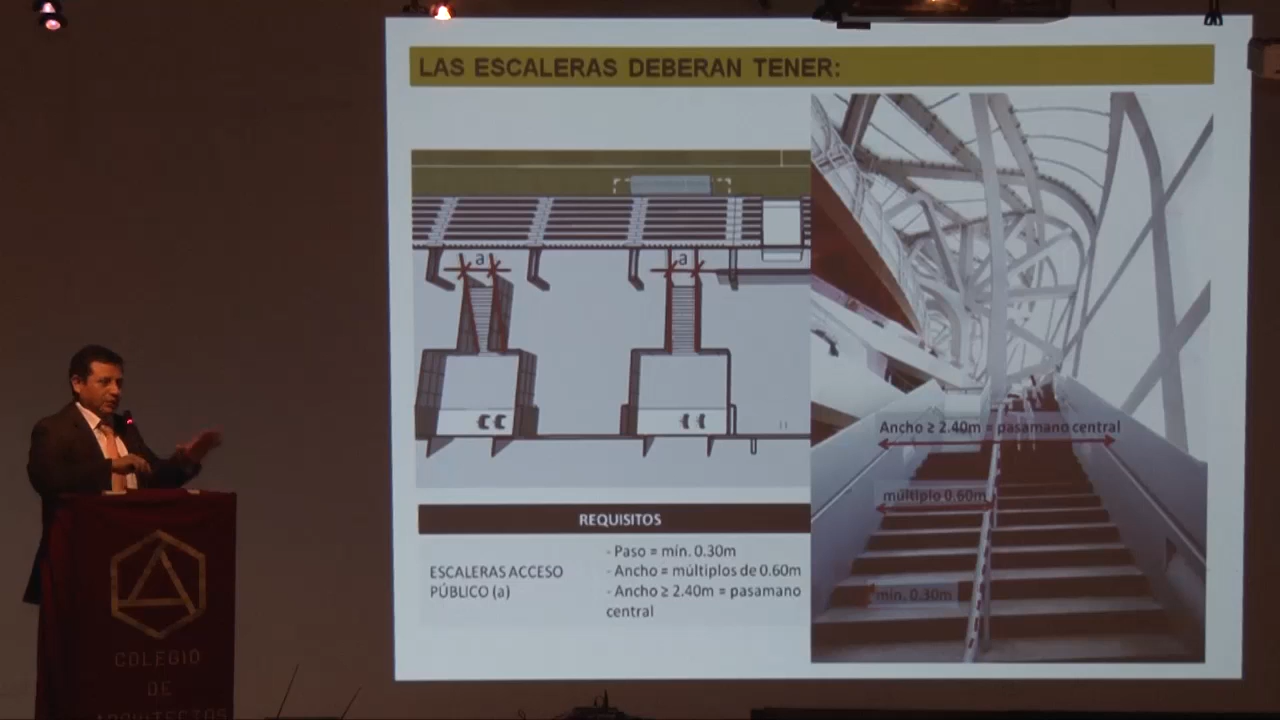 LAS ESCALERAS DEBERAN TENER:
a
a
REQUISITOS
ESCALERAS ACCESO
PÚBLICO (a)
- Paso = mín. 0.30m
- Ancho = múltiplos de 0.60m
- Ancho ≥ 2.40m = pasamano
central
Ancho ≥ 2.40m = pasamano central
múltiplo 0.60m
mín. 0.30m
COLEGIO
DE
ARQUITECTOS